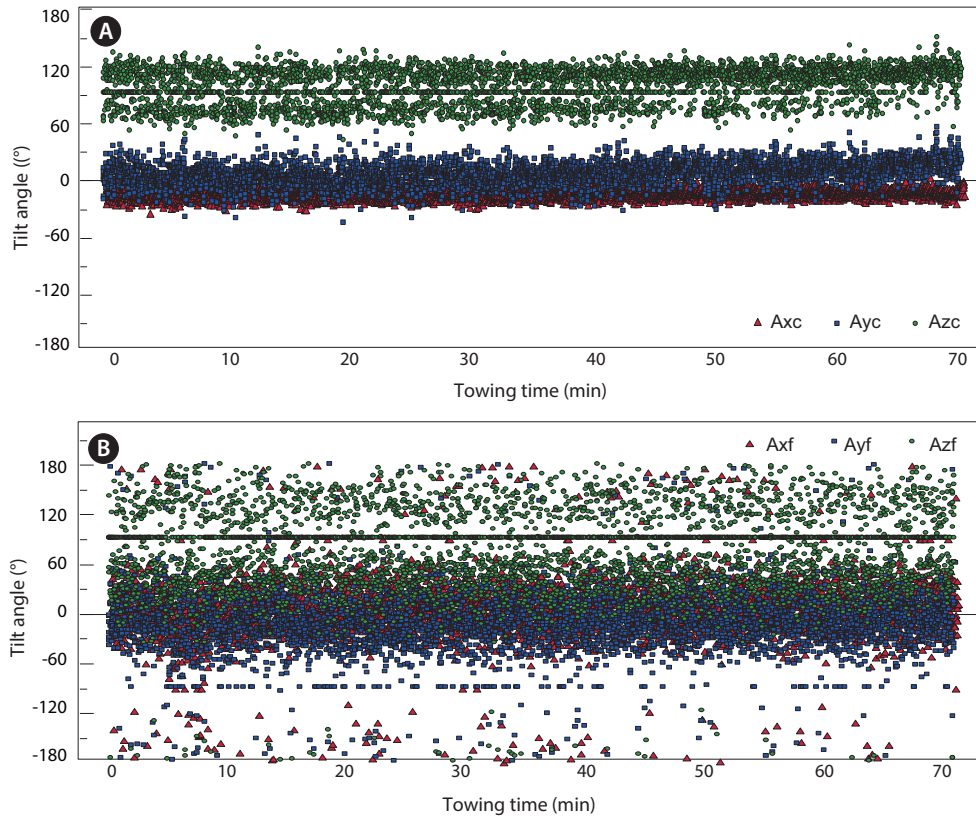 A
180
120
60
0
-60
-120
-180
Tilt angle ((°)
Axc Ayc Azc
0 10 20 30 40 50 60 70
Towing time (min)
B
Axf Ayf Azf
180
120
60
0
-60
-120
-180
Tilt angle (°)
0 10 20 30 40 50 60 70
Towing time (min)